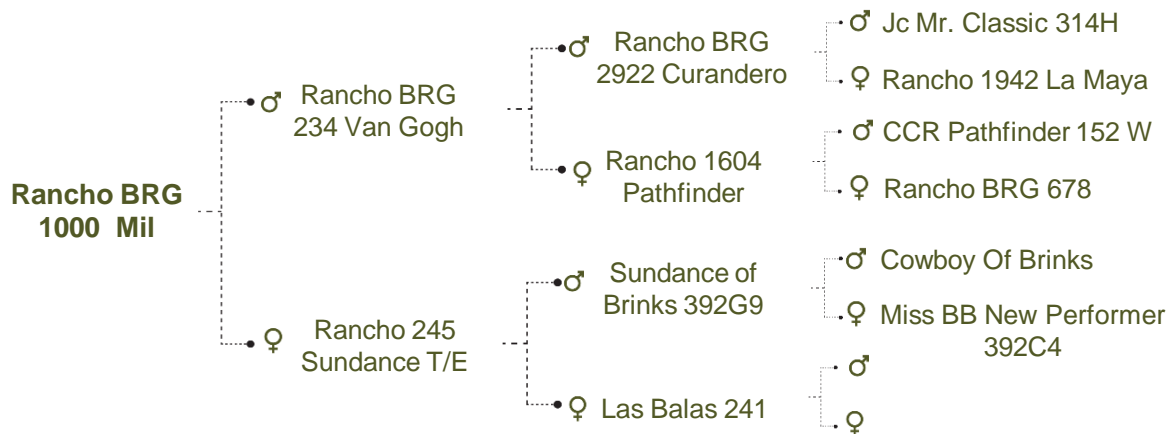 Rancho BRG
1000 Mil
♂ Rancho BRG
234 Van Gogh
♂ Rancho BRG
2922 Curandero
♂ Jc Mr. Classic 314H
♀ Rancho 1942 La Maya
♀ Rancho 1604
Pathfinder
♂ CCR Pathfinder 152 W
♀ Rancho BRG 678
♀ Rancho 245
Sundance T/E
♂ Sundance of
Brinks 392G9
♂ Cowboy Of Brinks
♀ Miss BB New Performer
392C4
♀ Las Balas 241
♂
♀